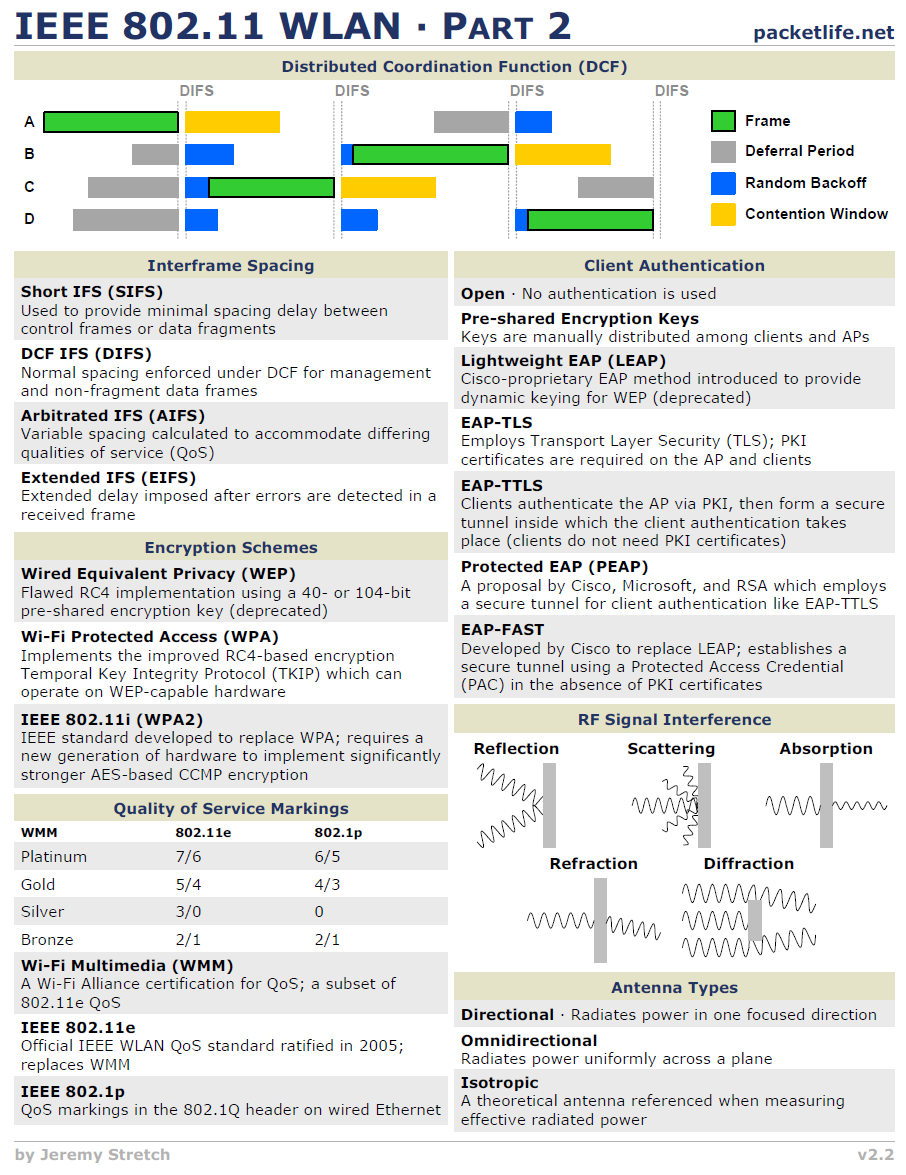 IEEE 802.11 WLAN · PART 2
packetlife.net
Distributed Coordination Function (DCF)
DIFS DIFS DIFS DIFS
A
B
C
D
Frame
Deferral Period
Random Backoff
Contention Window
Interframe Spacing
Short IFS (SIFS)
Used to provide minimal spacing delay between
control frames or data fragments
DCF IFS (DIFS)
Normal spacing enforced under DCF for management
and non-fragment data frames
Arbitrated IFS (AIFS)
Variable spacing calculated to accommodate differing
qualities of service (QoS)
Extended IFS (EIFS)
Extended delay imposed after errors are detected in a
received frame
Encryption Schemes
Wired Equivalent Privacy (WEP)
Flawed RC4 implementation using a 40- or 104-bit
pre-shared encryption key (deprecated)
Wi-Fi Protected Access (WPA)
Implements the improved RC4-based encryption
Temporal Key Integrity Protocol (TKIP) which can
operate on WEP-capable hardware
IEEE 802.11i (WPA2)
IEEE standard developed to replace WPA; requires a
new generation of hardware to implement significantly
stronger AES-based CCMP encryption
Quality of Service Markings
WMM 802.11e 802.1p
Platinum 7/6 6/5
Gold 5/4 4/3
Silver 3/0 0
Bronze 2/1 2/1
Wi-Fi Multimedia (WMM)
A Wi-Fi Alliance certification for QoS; a subset of
802.11e QoS
IEEE 802.11e
Official IEEE WLAN QoS standard ratified in 2005;
replaces WMM
IEEE 802.1p
QoS markings in the 802.1Q header on wired Ethernet
Client Authentication
Open · No authentication is used
Pre-shared Encryption Keys
Keys are manually distributed among clients and APs
Lightweight EAP (LEAP)
Cisco-proprietary EAP method introduced to provide
dynamic keying for WEP (deprecated)
EAP-TLS
Employs Transport Layer Security (TLS); PKI
certificates are required on the AP and clients
EAP-TTLS
Clients authenticate the AP via PKI, then form a secure
tunnel inside which the client authentication takes
place (clients do not need PKI certificates)
Protected EAP (PEAP)
A proposal by Cisco, Microsoft, and RSA which employs
a secure tunnel for client authentication like EAP-TTLS
EAP-FAST
Developed by Cisco to replace LEAP; establishes a
secure tunnel using a Protected Access Credential
(PAC) in the absence of PKI certificates
RF Signal Interference
Reflection Scattering Absorption
Refraction Diffraction
Antenna Types
Directional · Radiates power in one focused direction
Omnidirectional
Radiates power uniformly across a plane
Isotropic
A theoretical antenna referenced when measuring
effective radiated power
by Jeremy Stretch
v2.2